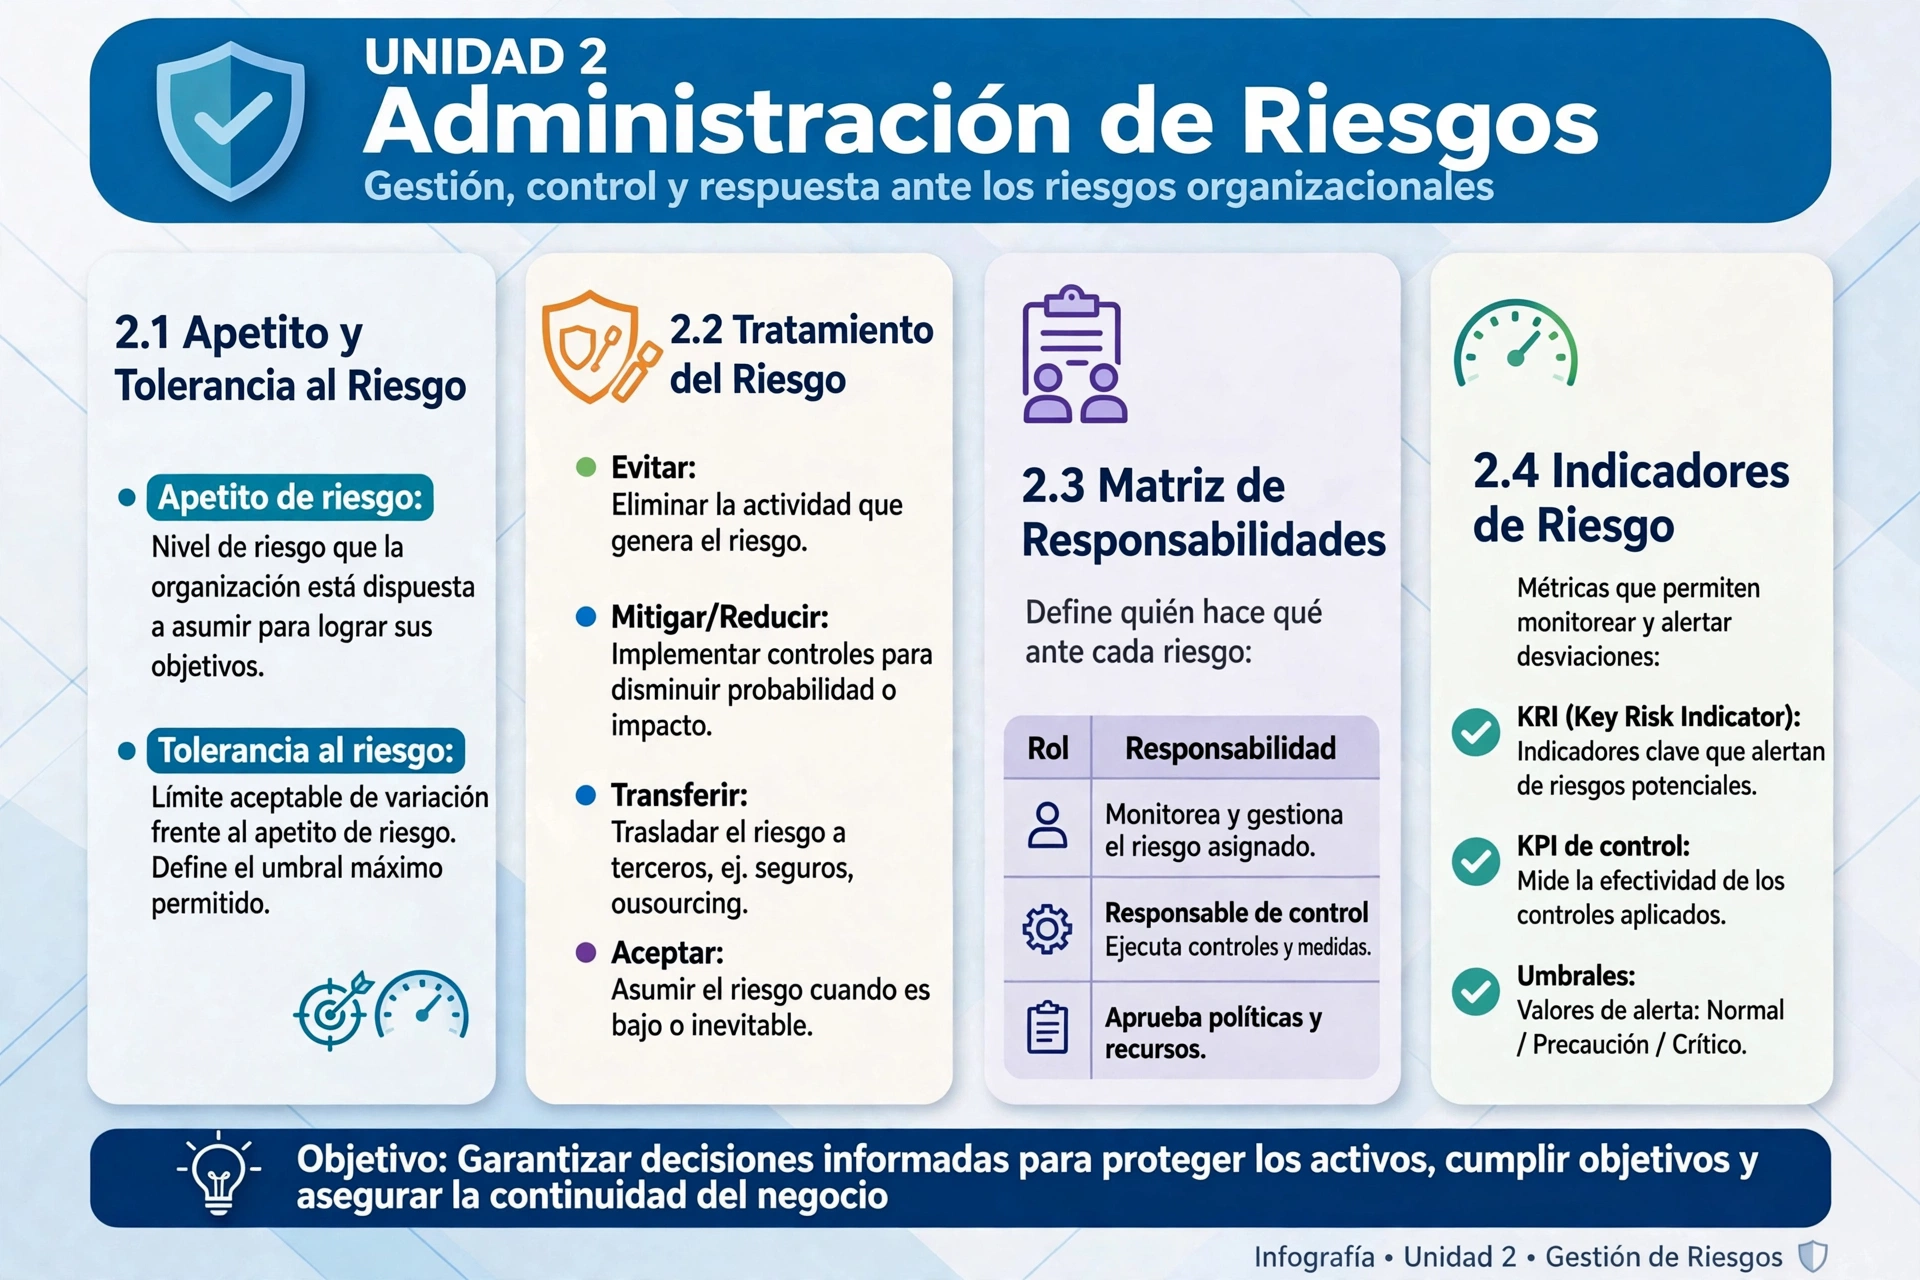 UNIDAD 2
Administración de Riesgos
Gestión, control y respuesta ante los riesgos organizacionales
2.1 Apetito y
Tolerancia al Riesgo
Apetito de riesgo:
Nivel de riesgo que la
organización está dispuesta
a asumir para lograr sus
objetivos.
Tolerancia al riesgo:
Límite aceptable de variación
frente al apetito de riesgo.
Define el umbral máximo
permitido.
2.2 Tratamiento
del Riesgo
Evitar:
Eliminar la actividad que
genera el riesgo.
Mitigar/Reducir:
Implementar controles para
disminuir probabilidad o
impacto.
Transferir:
Trasladar el riesgo a
terceros, ej. seguros,
ousourcing.
Aceptar:
Asumir el riesgo cuando es
bajo o inevitable.
2.3 Matriz de
Responsabilidades
Define quién hace qué
ante cada riesgo:
Rol Responsabilidad
Monitorea y gestiona
el riesgo asignado.
Responsable de control
Ejecuta controles y medidas.
Aprueba políticas y
recursos.
2.4 Indicadores
de Riesgo
Métricas que permiten
monitorear y alertar
desviaciones:
KRI (Key Risk Indicator):
Indicadores clave que alertan
de riesgos potenciales.
KPI de control:
Mide la efectividad de los
controles aplicados.
Umbrales:
Valores de alerta: Normal
/ Precaución / Crítico.
Objetivo: Garantizar decisiones informadas para proteger los activos, cumplir objetivos y
asegurar la continuidad del negocio
Infografía • Unidad 2 • Gestión de Riesgos